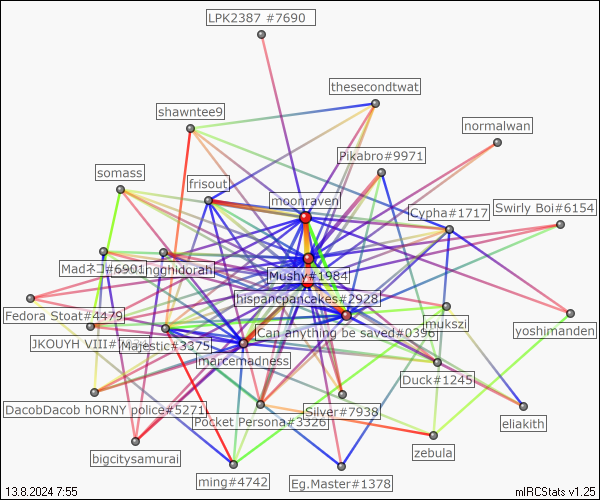 LPK2387 #7690
thesecondtwat
shawntee9
normalwan
Pikabro#9971
somass
frisout
moonraven
Cypha#1717
Swirly Boi#6154
Madネコ#6901
ngghidorah
Mushy#1984
hispancpancakes#2928
Fedora Stoat#4479
Can anything be saved#0396
mukszi
yoshimanden
JKOUYH VIII#
Majestic#3375
marcemadness
Duck#1245
DacobDacob hORNY police#5271
Silver#7938
Pocket Persona#3326
eliakith
bigcitysamurai
zebula
ming#4742
Eg.Master#1378
13.8.2024 7:55
mIRCStats v1.25